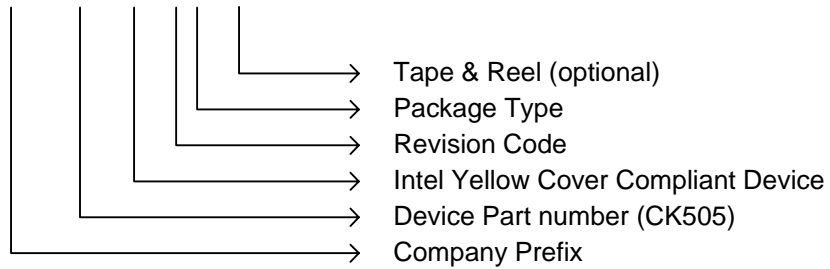 Tape & Reel (optional)
Package Type
Revision Code
Intel Yellow Cover Compliant Device
Device Part number (CK505)
Company Prefix